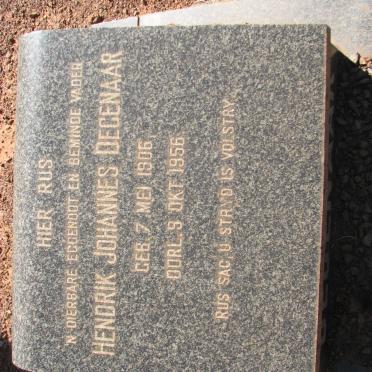 HIER RUS
'N DIERBARE EGGENOOT EN BEMINDE VADER
HENDRIK JOHANNES DEGENAAR
GEB. 7 MEI 1906
OORL. 9 OKT. 1956
RUS SAG U STRYD IS VOLSTRY.